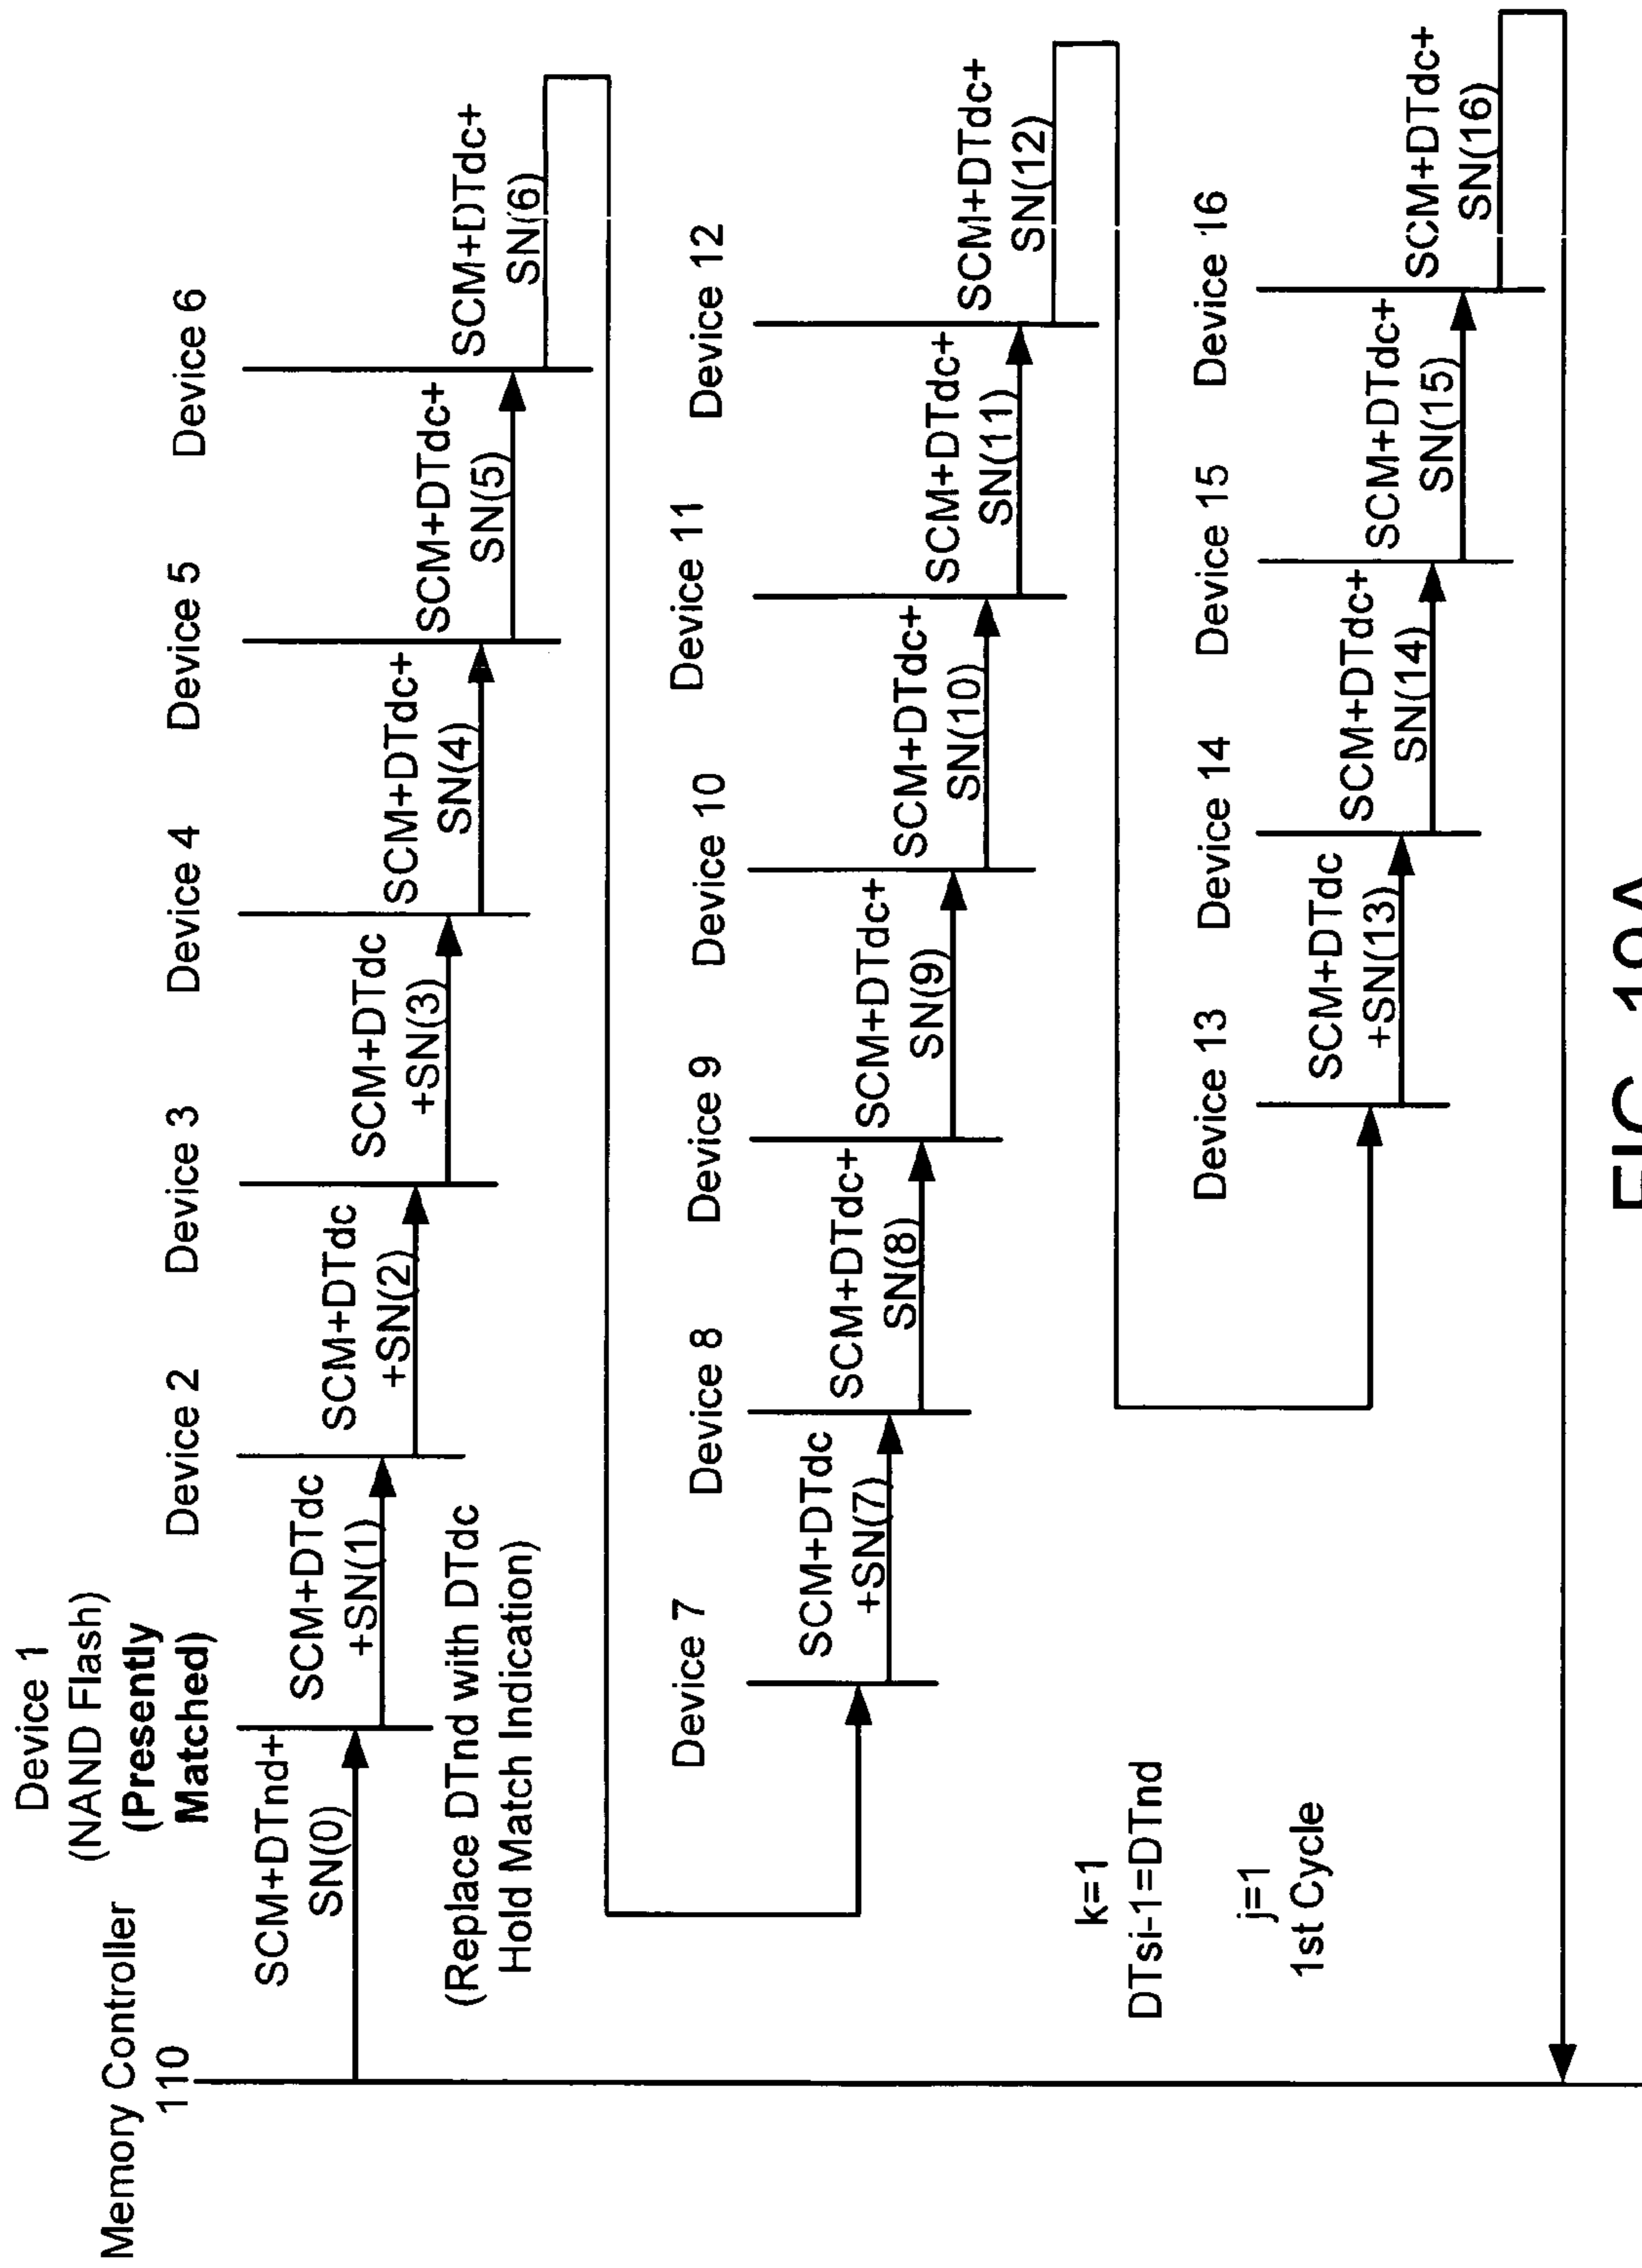 Memory Controller
110
Device 1
(NAND Flash)
(Presently
Matched)
Device 2
Device 3
Device 4
Device 5
Device 6
SCM+DTnd+
SN(0)
SCM+DTdc
+SN(1)
SCM+DTdc
+SN(2)
SCM+DTdc
+SN(3)
SCM+DTdc+
SN(4)
SCM+DTdc+
SN(5)
SCM+DTdc+
SN(6)
(Replace DTnd with DTdc
Hold Match Indication)
Device 7
Device 8
Device 9
Device 10
Device 11
Device 12
SCM+DTdc
+SN(7)
SCM+DTdc+
SN(8)
SCM+DTdc+
SN(9)
SCM+DTdc+
SN(10)
SCM+DTdc+
SN(11)
SCM+DTdc+
SN(12)
k=1
DTsi-1=DTnd
j=1
1st Cycle
Device 13
Device 14
Device 15
Device 16
SCM+DTdc
+SN(13)
SCM+DTdc+
SN(14)
SCM+DTdc+
SN(15)
SCM+DTdc+
SN(16)